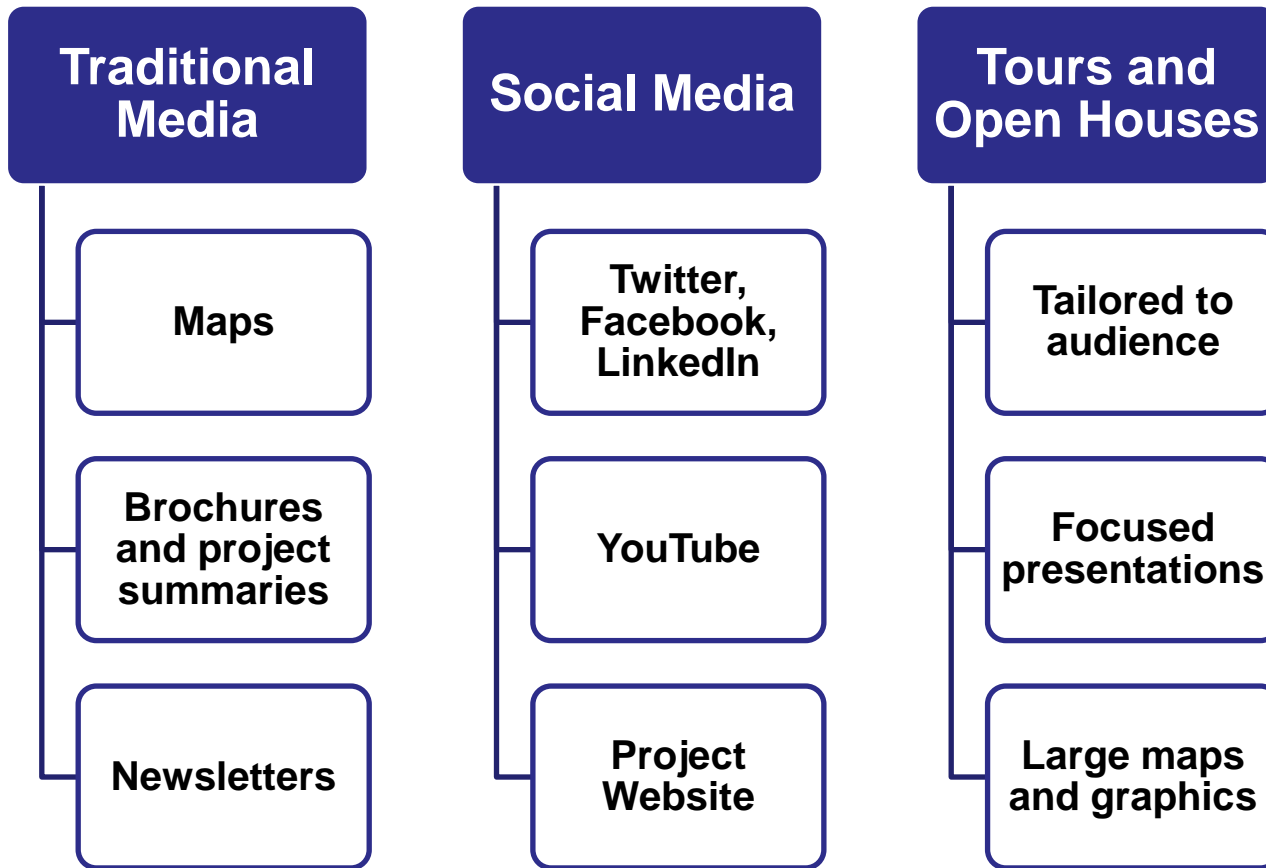 Traditional
Media
Maps
Brochures
and project
summaries
Newsletters
Social Media
Twitter,
Facebook,
LinkedIn
YouTube
Project
Website
Tours and
Open Houses
Tailored to
audience
Focused
presentations
Large maps
and graphics